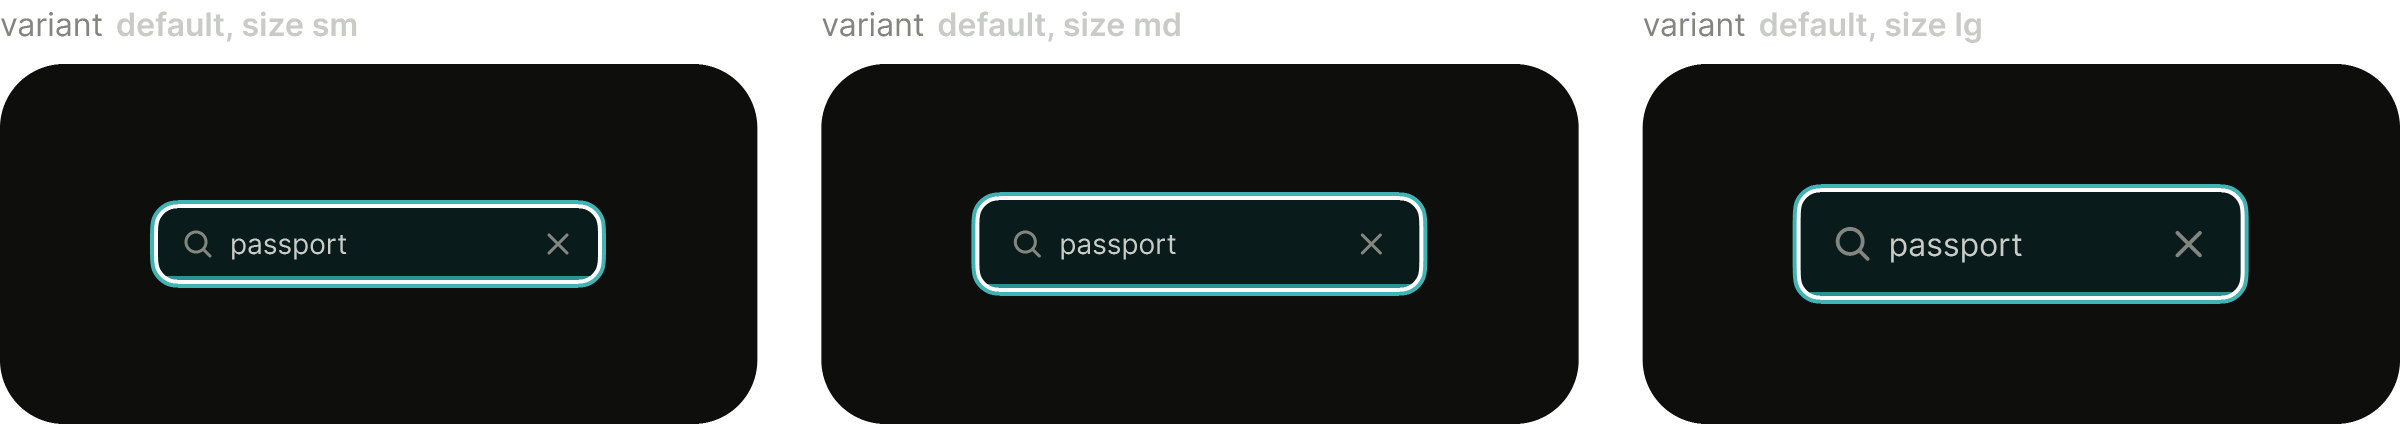 variant default, size sm
variant default, size md
variant default, size lg
passport
passport
passport